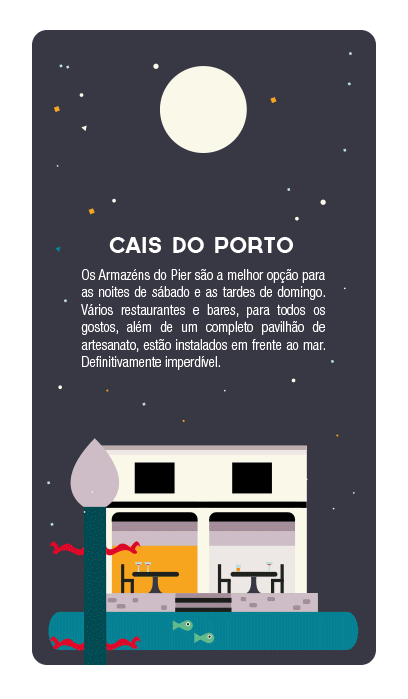 CAIS DO PORTO
Os Armazéns do Pier são a melhor opção para
as noites de sábado e as tardes de domingo.
Vários restaurantes e bares, para todos os
gostos, além de um completo pavilhão de
artesanato, estão instalados em frente ao mar.
Definitivamente imperdível.